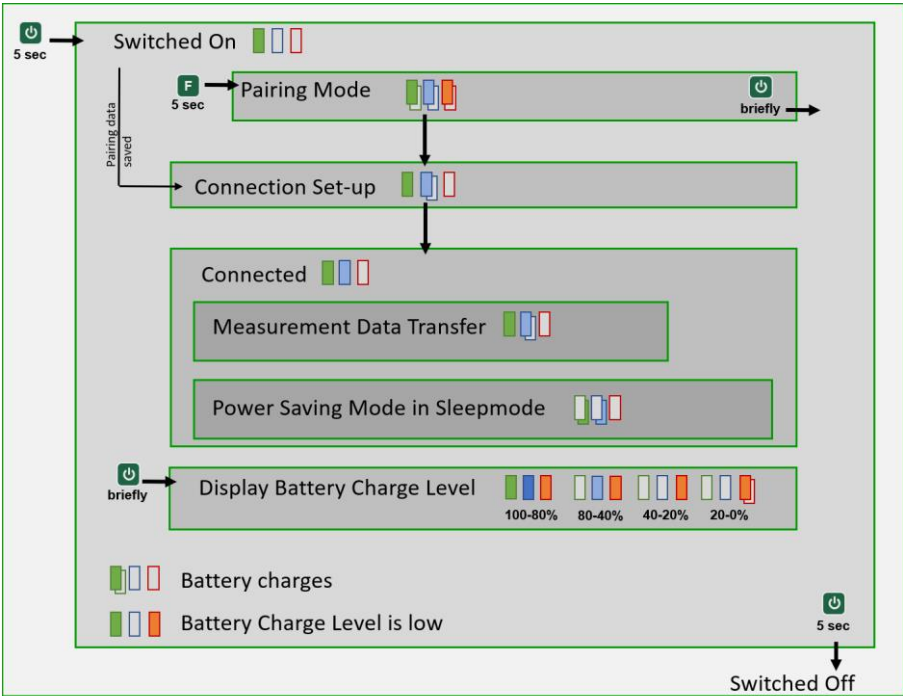 Switched On
5 sec
F
5 sec
Pairing Mode
briefly
Pairing data
saved
Connection Set-up
Connected
Measurement Data Transfer
Power Saving Mode in Sleepmode
briefly
Display Battery Charge Level
100-80% 80-40% 40-20% 20-0%
Battery charges
Battery Charge Level is low
5 sec
Switched Off